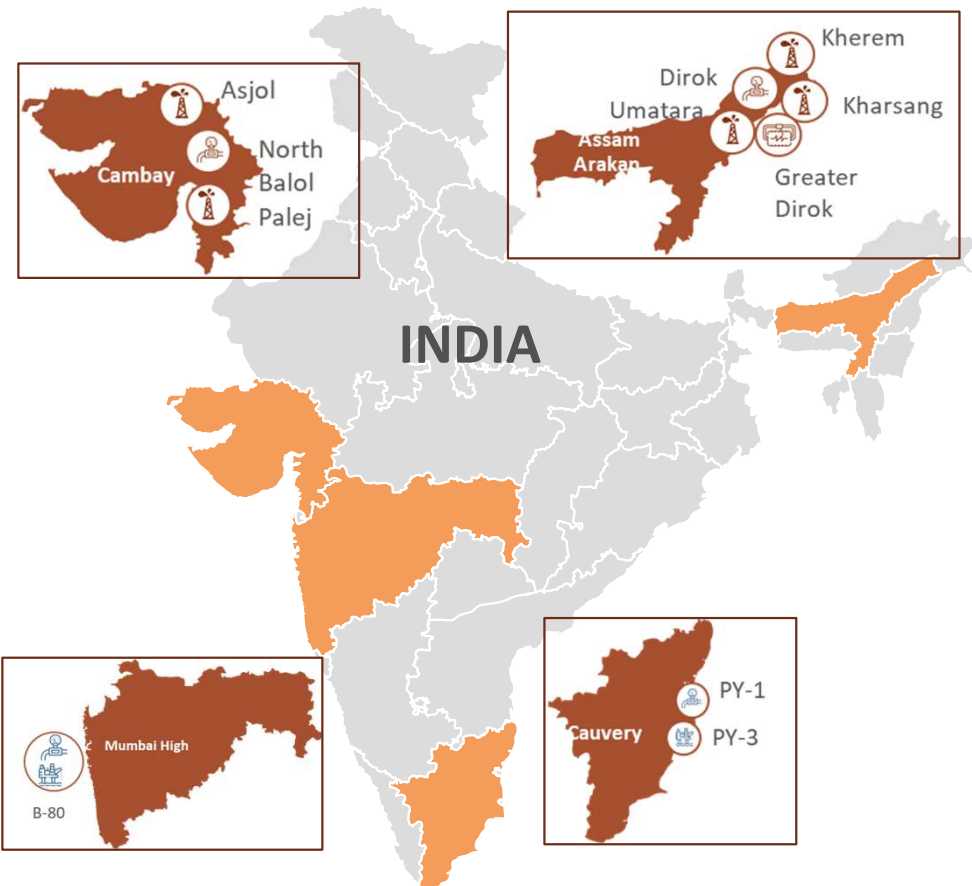 Asjol
North
Balol
Palej
Cambay
Kherem
Dirok
Umatara
Kharsang
Assam
Arakan
Greater
Dirok
INDIA
Mumbai High
B-80
PY-1
PY-3
Cauvery